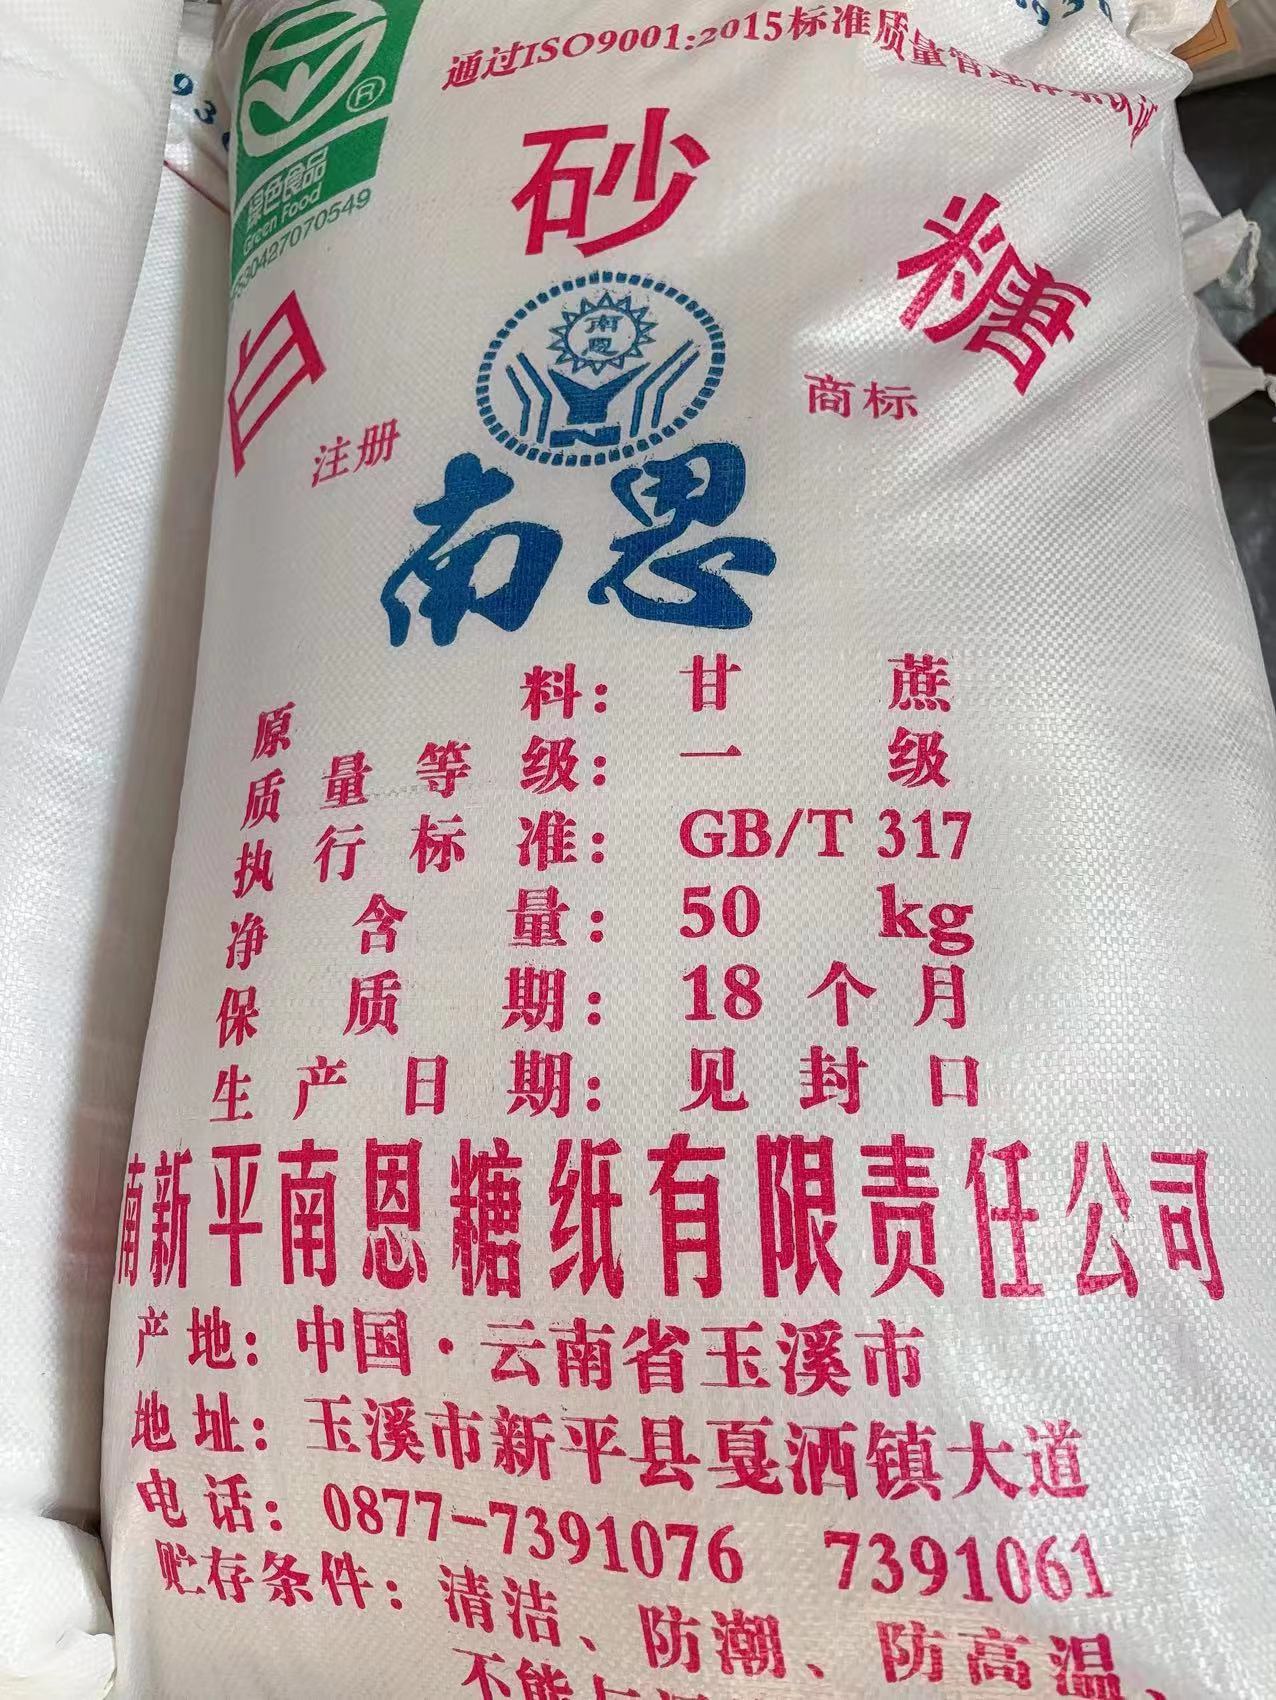 通过ISO9001:2015标准质量管理体系认证
绿色食品
Green Food
530427070549
白砂糖
南恩
注册 商标
南恩
原料：甘蔗
质量等级：一级
执行标准：GB/T 317
净含量：50 kg
保质期：18个月
生产日期：见封口
南新平南恩糖纸有限责任公司
产地：中国·云南省玉溪市
地址：玉溪市新平县戛洒镇大道
电话：0877-7391076 7391061
贮存条件：清洁、防潮、防高温、
不能与